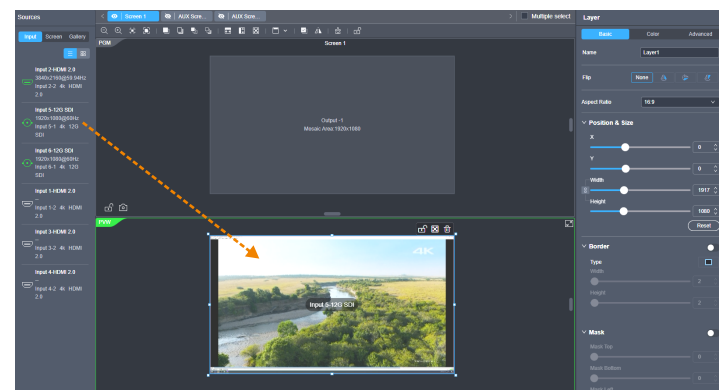 Sources
Screen 1
AUX Scre...
AUX Scre...
Multiple select
Layer
Input
Screen
Gallery
Basic
Color
Advanced
PGM
Screen 1
Name
Layer1
Input 2-HDMI 2.0
3840x2160@59.94Hz
Input 2-2 4K HDMI
2.0
Flip
None
Aspect Ratio
16:9
Input 5-12G SDI
1920x1080@60Hz
Input 5-1 4K 12G
SDI
Output -1
Mosaic Area:1920x1080
Position & Size
X
0
Input 6-12G SDI
1920x1080@60Hz
Input 6-1 4K 12G
SDI
Y
0
Width
1917
Input 1-HDMI 2.0
--
Input 1-2 4K HDMI
2.0
Height
1080
Reset
PVW
Input 3-HDMI 2.0
--
Input 3-2 4K HDMI
2.0
4K
Border
Type
Width
2
Input 4-HDMI 2.0
--
Input 4-2 4K HDMI
2.0
Height
2
Input 5-12G SDI
Mask
Mask Top
0
Mask Bottom
0
Mask Left